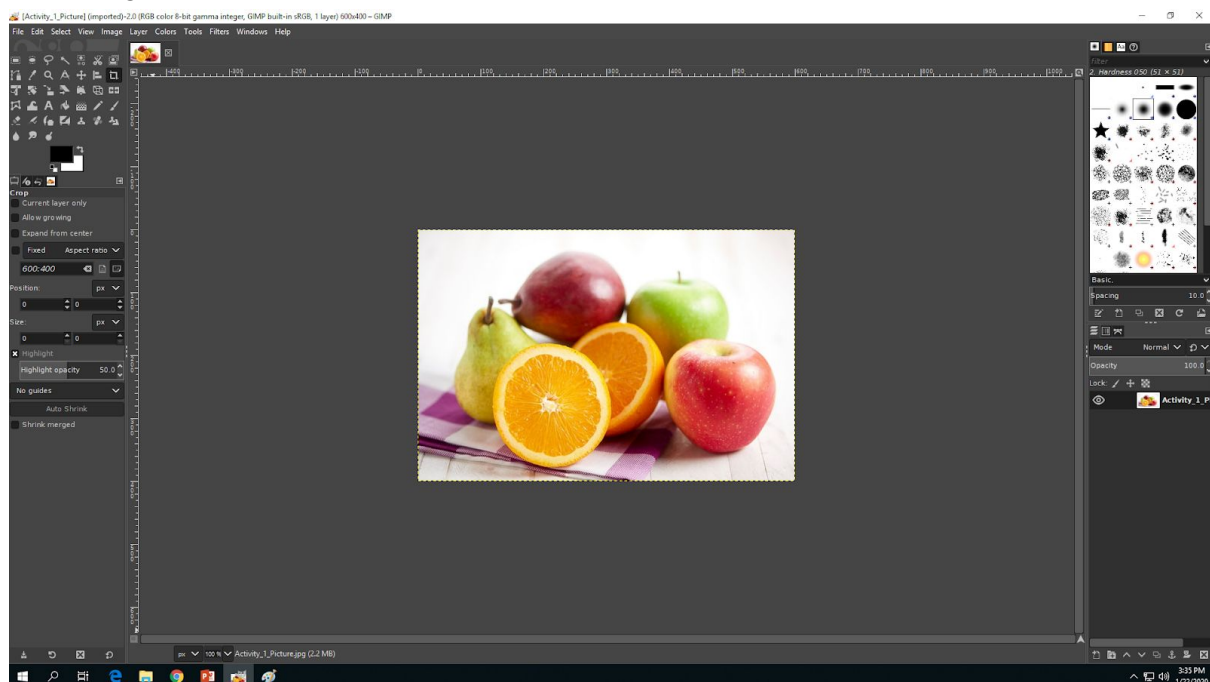 [Activity_1_Picture] (imported)-2.0 (RGB color 8-bit gamma integer, GIMP built-in sRGB, 1 layer) 600x400 – GIMP
File Edit Select View Image Layer Colors Tools Filters Windows Help
filter
2. Hardness 050 (51 × 51)
Crop
Current layer only
Allow growing
Expand from center
Fixed Aspect ratio
600:400
Position: px
0 0
Size: px
0 0
Highlight
Highlight opacity 50.0
No guides
Auto Shrink
Shrink merged
Basic,
Spacing 10.0
Mode Normal
Opacity 100.0
Lock:
Activity_1_P
px 100 % Activity_1_Picture.jpg (2.2 MB)
3:35 PM
1/22/2020